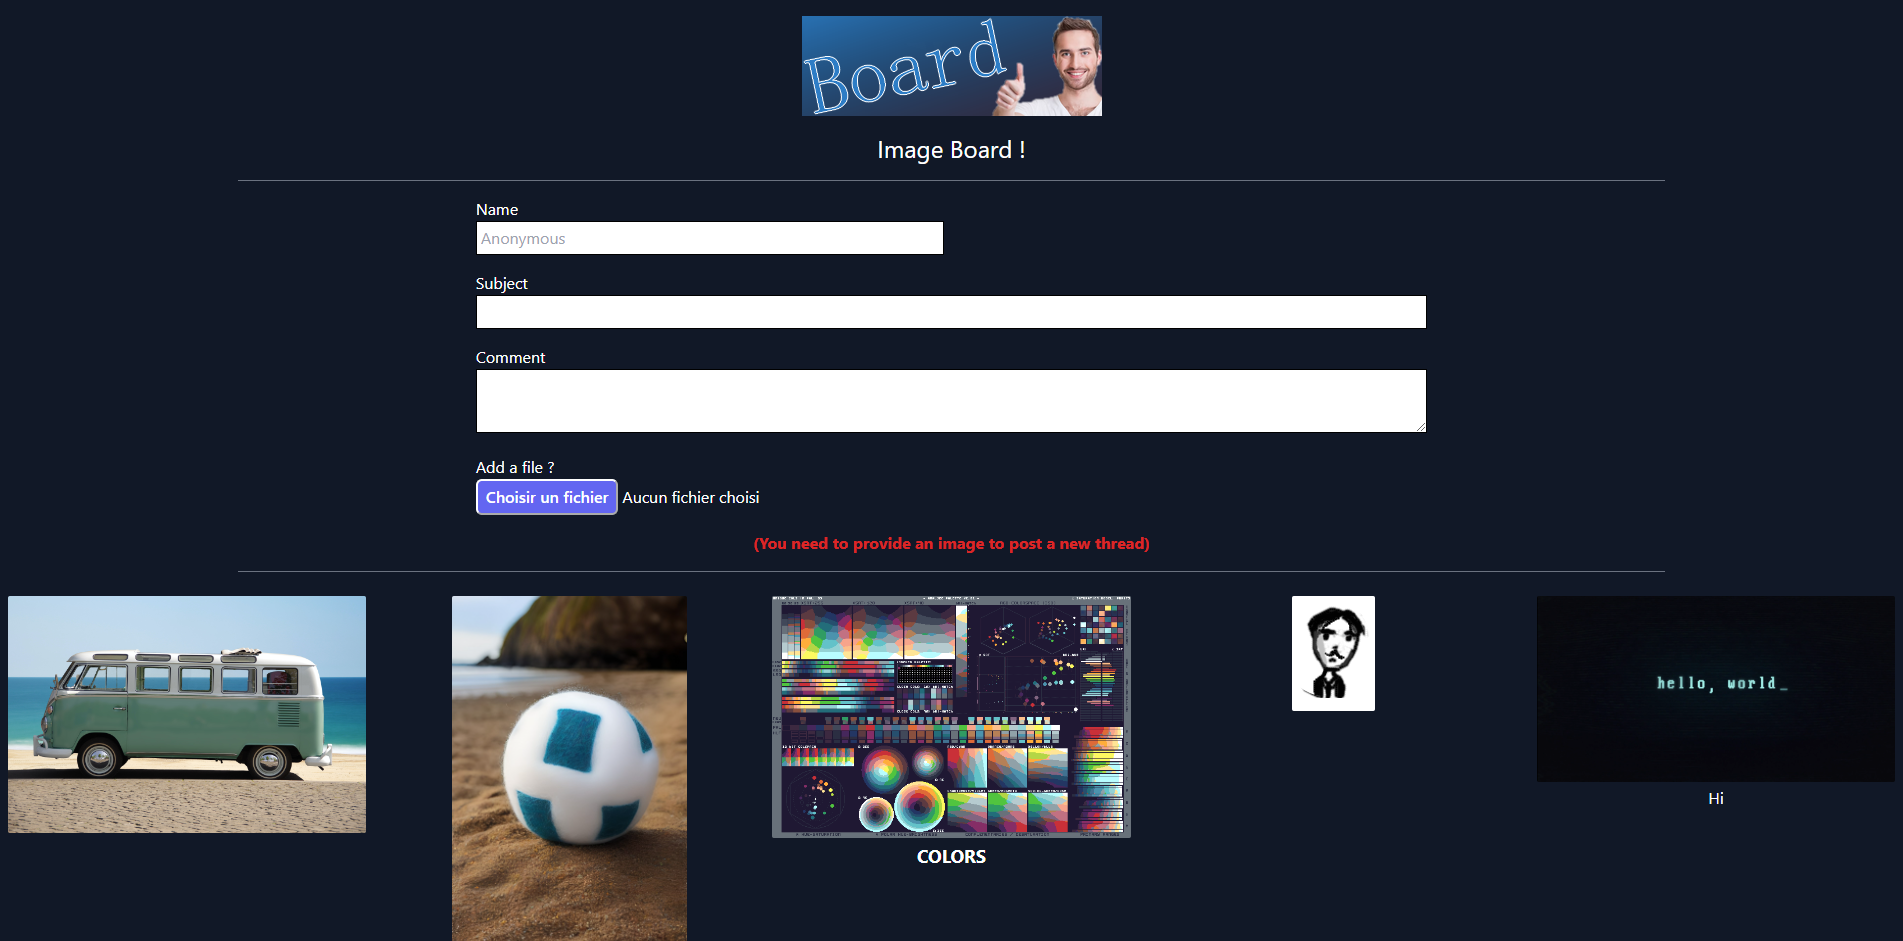 Board
Image Board !
Name
Anonymous
Subject
Comment
Add a file ?
Choisir un fichier Aucun fichier choisi
(You need to provide an image to post a new thread)
hello, world_
Hi
COLORS